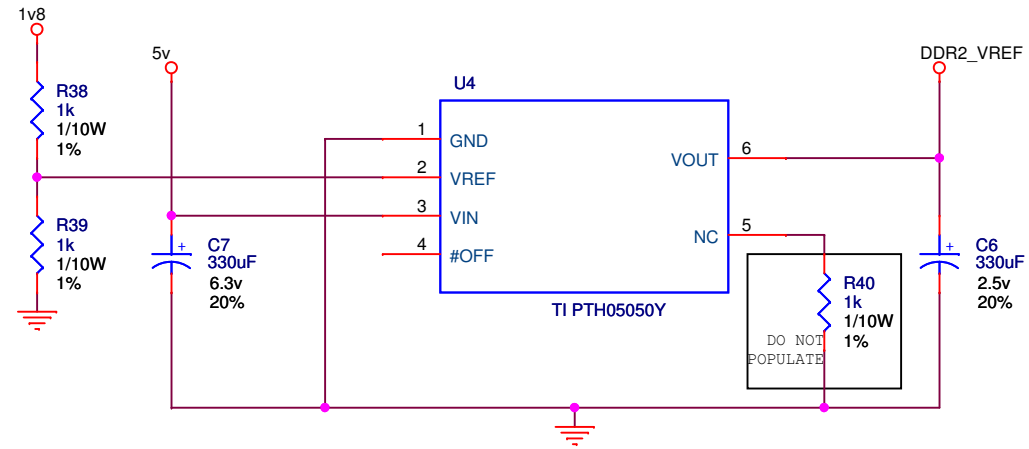 1v8
R38
1k
1/10W
1%
R39
1k
1/10W
1%
5v
C7
330uF
6.3v
20%
U4
1
GND
2
VREF
3
VIN
4
#OFF
VOUT
6
NC
5
TI PTH05050Y
R40
1k
1/10W
1%
DO NOT
POPULATE
DDR2_VREF
C6
330uF
2.5v
20%